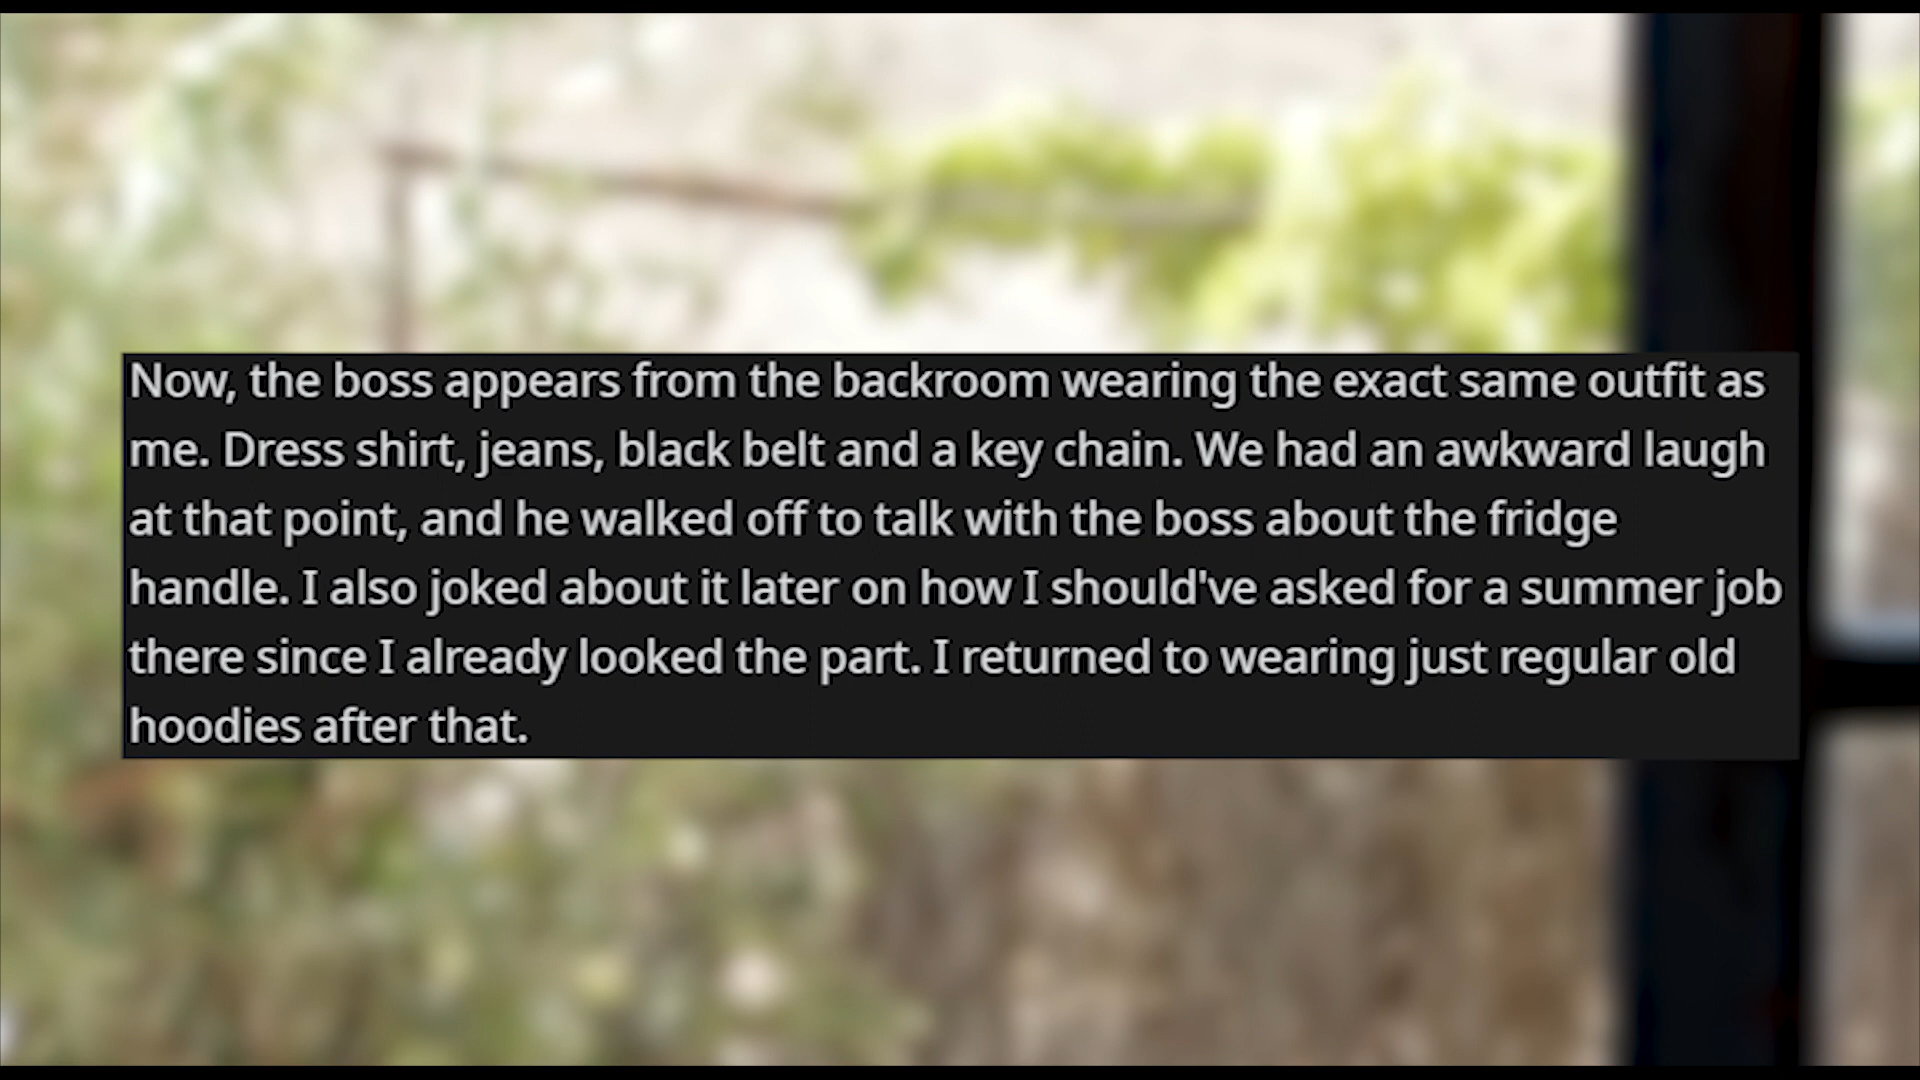 Now, the boss appears from the backroom wearing the exact same outfit as
me. Dress shirt, jeans, black belt and a key chain. We had an awkward laugh
at that point, and he walked off to talk with the boss about the fridge
handle. I also joked about it later on how I should've asked for a summer job
there since I already looked the part. I returned to wearing just regular old
hoodies after that.